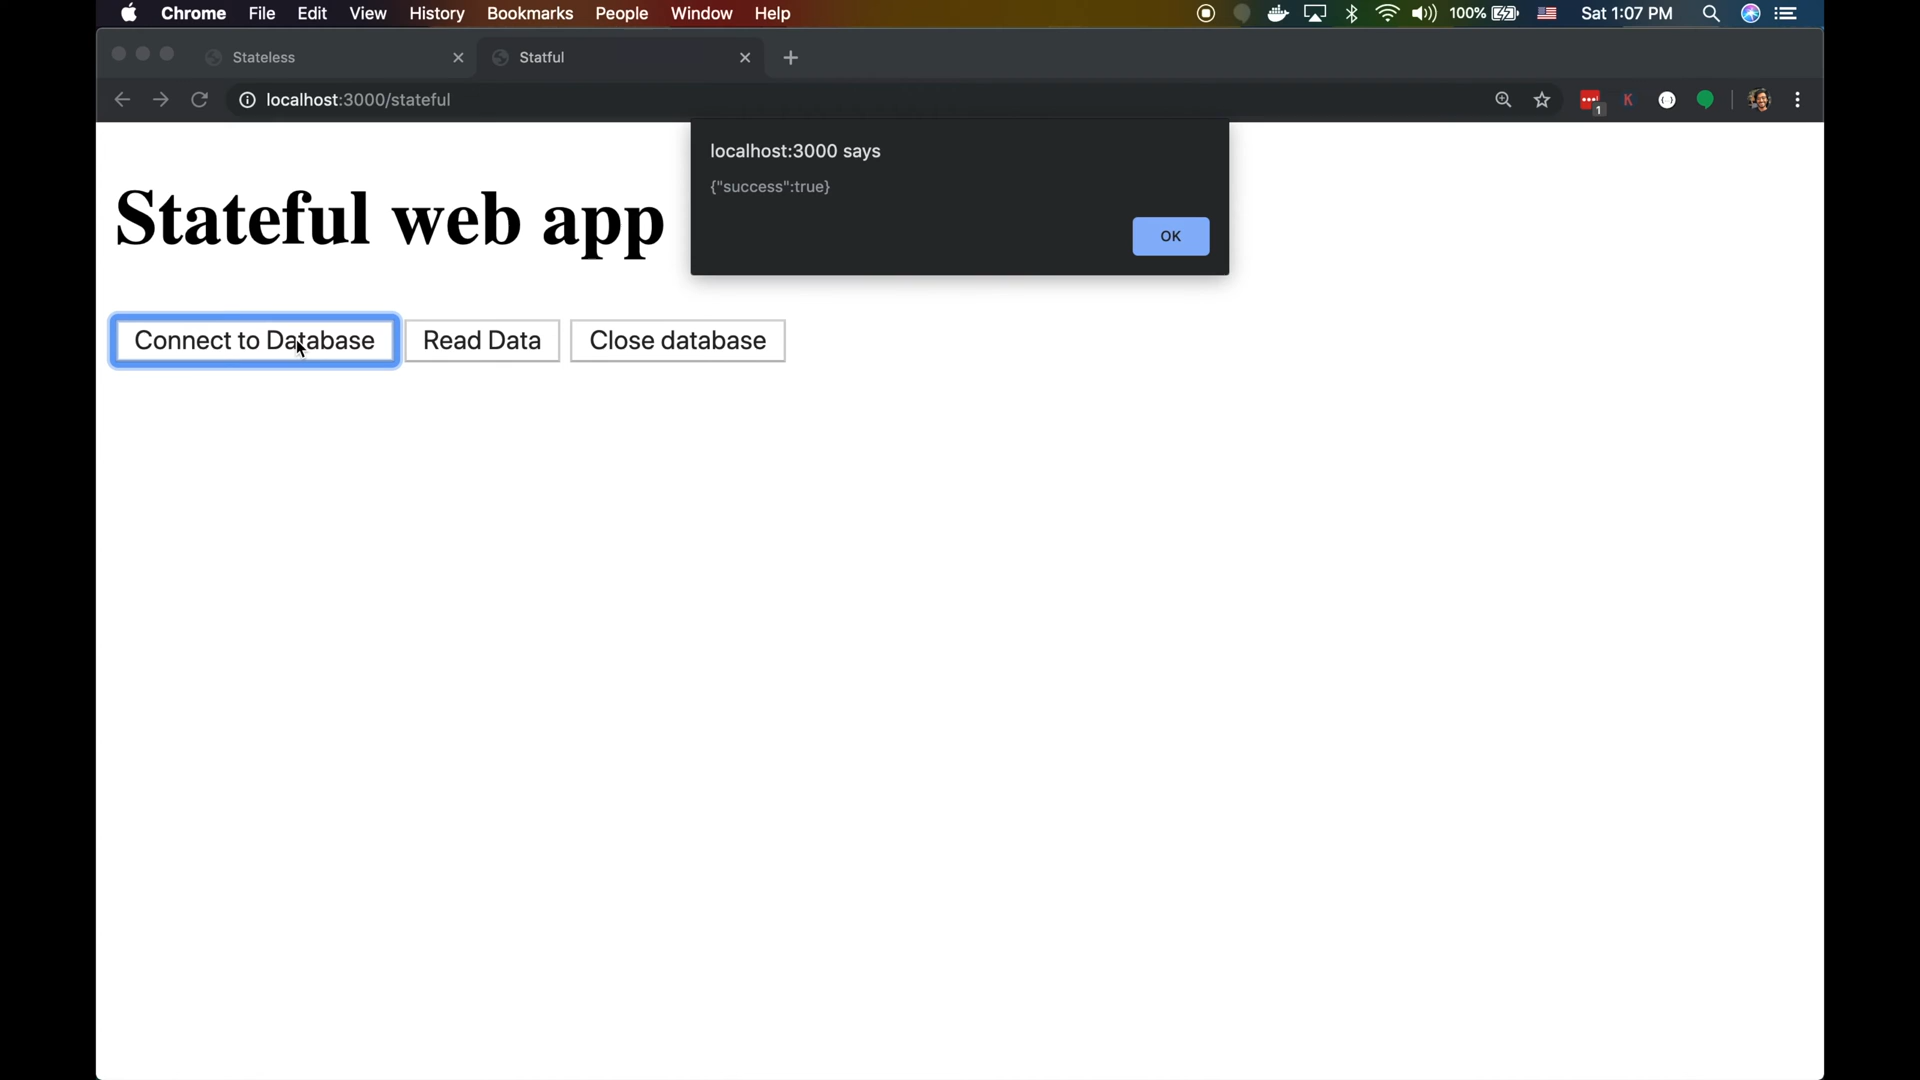 Chrome File Edit View History Bookmarks People Window Help 100% Sat 1:07 PM
Stateless Statful
localhost:3000/stateful 1 K
localhost:3000 says
{"success":true}
OK
Stateful web app
Connect to Database Read Data Close database